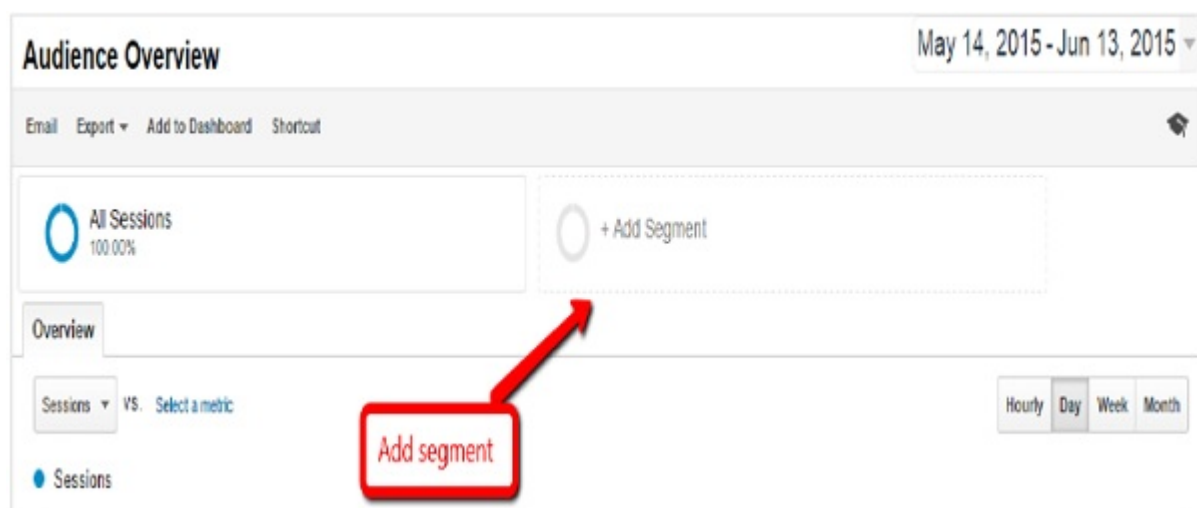 Audience Overview
May 14, 2015 - Jun 13, 2015
Email Export Add to Dashboard Shortcut
All Sessions
100.00%
+ Add Segment
Overview
Sessions VS. Select a metric
Hourly Day Week Month
Add segment
Sessions